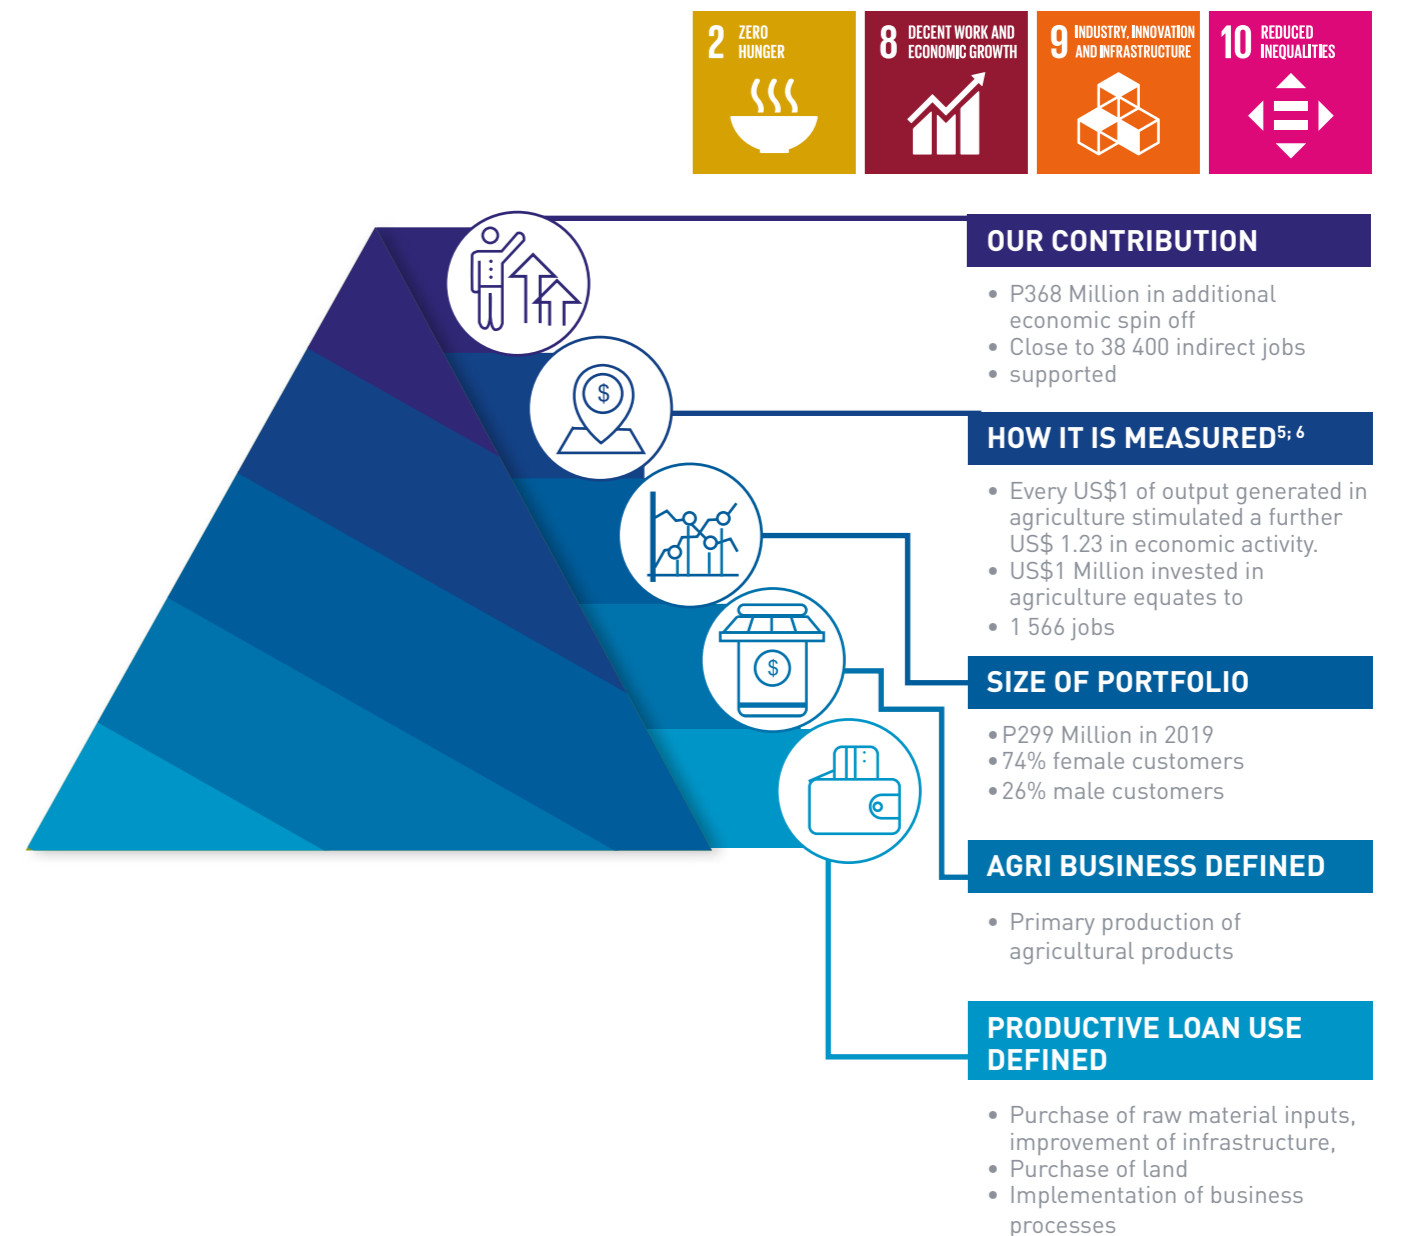 2 ZERO
HUNGER
8 DECENT WORK AND
ECONOMIC GROWTH
9 INDUSTRY, INNOVATION
AND INFRASTRUCTURE
10 REDUCED
INEQUALITIES
OUR CONTRIBUTION
• P368 Million in additional
economic spin off
• Close to 38 400 indirect jobs
• supported
$
HOW IT IS MEASURED5; 6
• Every US$1 of output generated in
agriculture stimulated a further
US$ 1.23 in economic activity.
• US$1 Million invested in
agriculture equates to
• 1 566 jobs
SIZE OF PORTFOLIO
• P299 Million in 2019
• 74% female customers
• 26% male customers
$
AGRI BUSINESS DEFINED
• Primary production of
agricultural products
PRODUCTIVE LOAN USE
DEFINED
• Purchase of raw material inputs,
improvement of infrastructure,
• Purchase of land
• Implementation of business
processes